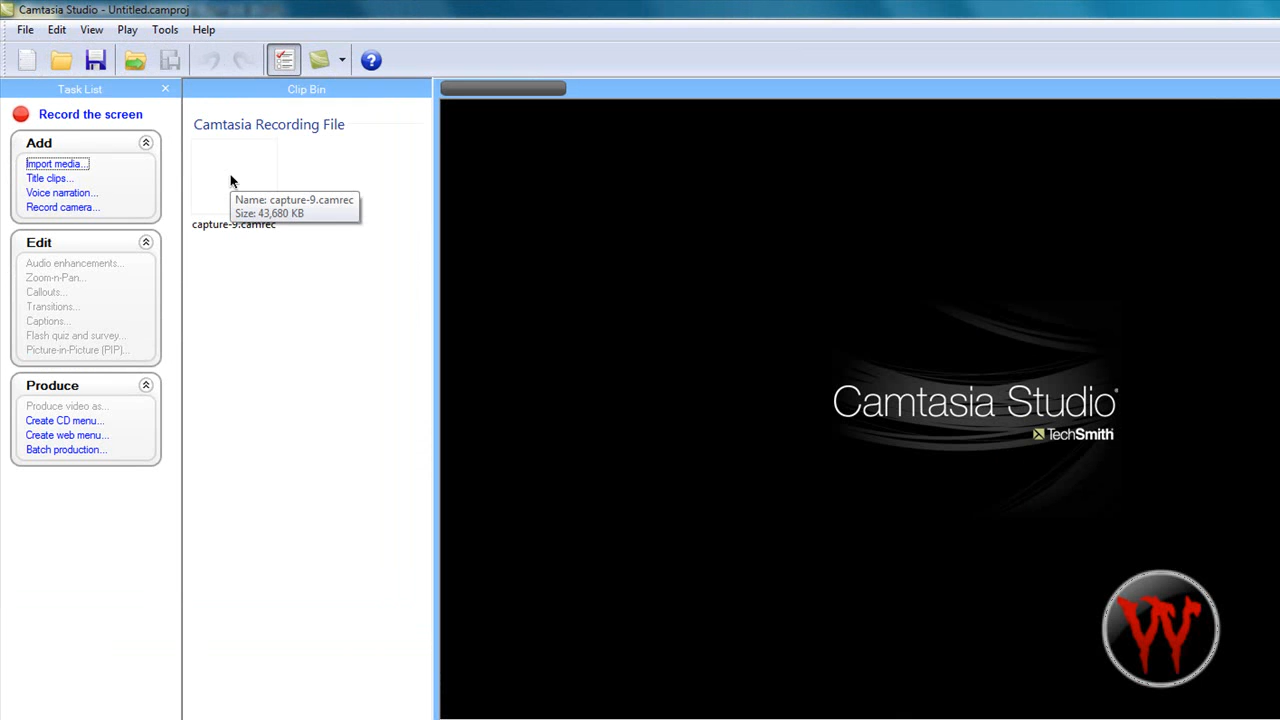 Camtasia Studio - Untitled.camproj
File Edit View Play Tools Help
Task List
Record the screen
Add
Import media...
Title clips...
Voice narration...
Record camera...
Edit
Audio enhancements...
Zoom-n-Pan...
Callouts...
Transitions...
Captions...
Flash quiz and survey...
Picture-in-Picture (PIP)...
Produce
Produce video as...
Create CD menu...
Create web menu...
Batch production...
Clip Bin
Camtasia Recording File
Name: capture-9.camrec
Size: 43,680 KB
capture-9.camrec
Camtasia Studio®
TechSmith
W